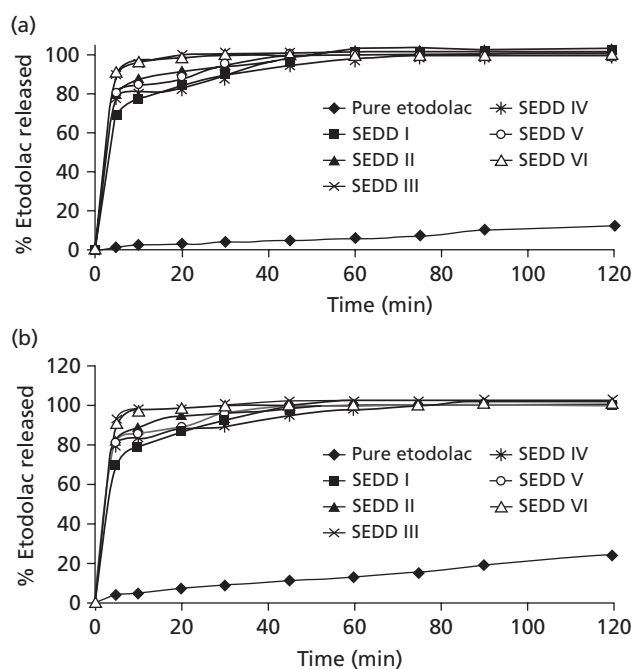 (a)
% Etodolac released
100
80
60
40
20
0
Pure etodolac
SEDD I
SEDD II
SEDD III
SEDD IV
SEDD V
SEDD VI
0 20 40 60 80 100 120
Time (min)
(b)
% Etodolac released
120
100
80
60
40
20
0
Pure etodolac
SEDD I
SEDD II
SEDD III
SEDD IV
SEDD V
SEDD VI
0 20 40 60 80 100 120
Time (min)